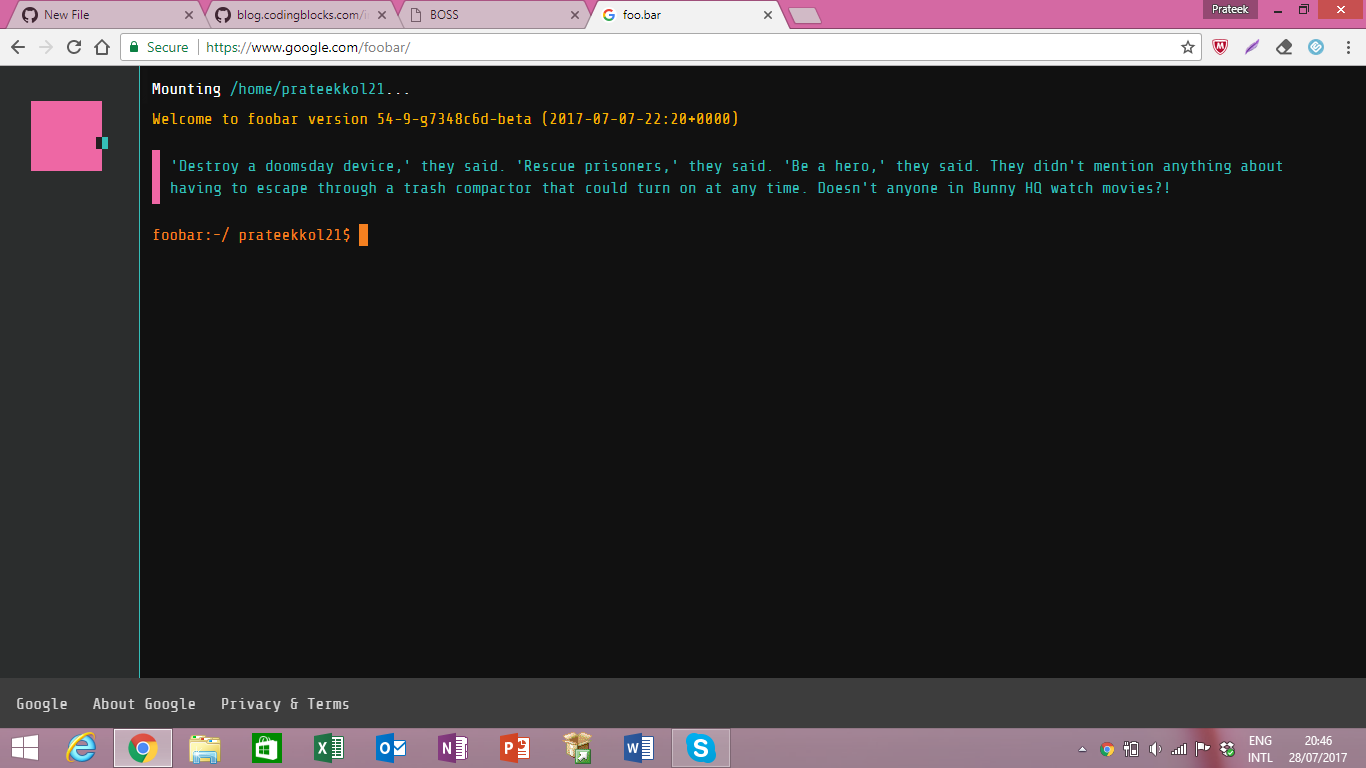 New File
blog.codingblocks.com/i
BOSS
foo.bar
Prateek
Secure
https://www.google.com/foobar/
Mounting /home/prateekkol21...
Welcome to foobar version 54-9-g7348c6d-beta (2017-07-07-22:20+0000)
'Destroy a doomsday device,' they said. 'Rescue prisoners,' they said. 'Be a hero,' they said. They didn't mention anything about
having to escape through a trash compactor that could turn on at any time. Doesn't anyone in Bunny HQ watch movies?!
foobar:~/ prateekkol21$
Google About Google Privacy & Terms
ENG 20:46
INTL 28/07/2017